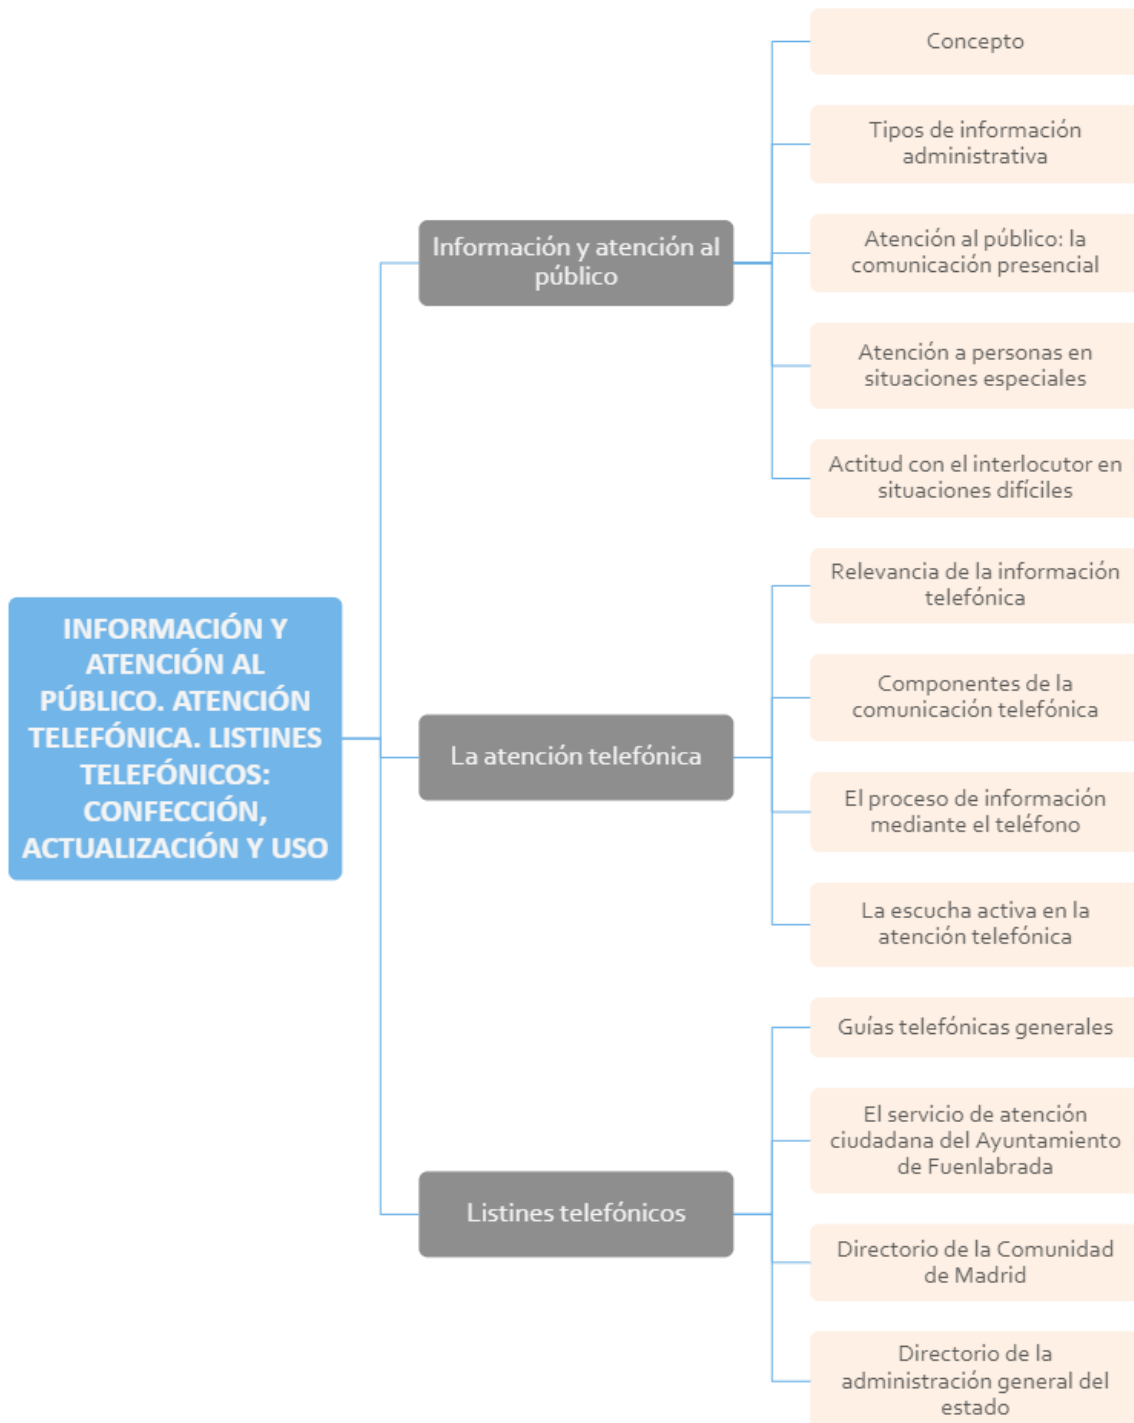 INFORMACIÓN Y
ATENCIÓN AL
PÚBLICO. ATENCIÓN
TELEFÓNICA. LISTINES
TELEFÓNICOS:
CONFECCIÓN,
ACTUALIZACIÓN Y USO
Información y atención al
público
Concepto
Tipos de información
administrativa
Atención al público: la
comunicación presencial
Atención a personas en
situaciones especiales
Actitud con el interlocutor en
situaciones difíciles
La atención telefónica
Relevancia de la información
telefónica
Componentes de la
comunicación telefónica
El proceso de información
mediante el teléfono
La escucha activa en la
atención telefónica
Listines telefónicos
Guías telefónicas generales
El servicio de atención
ciudadana del Ayuntamiento
de Fuenlabrada
Directorio de la Comunidad
de Madrid
Directorio de la
administración general del
estado